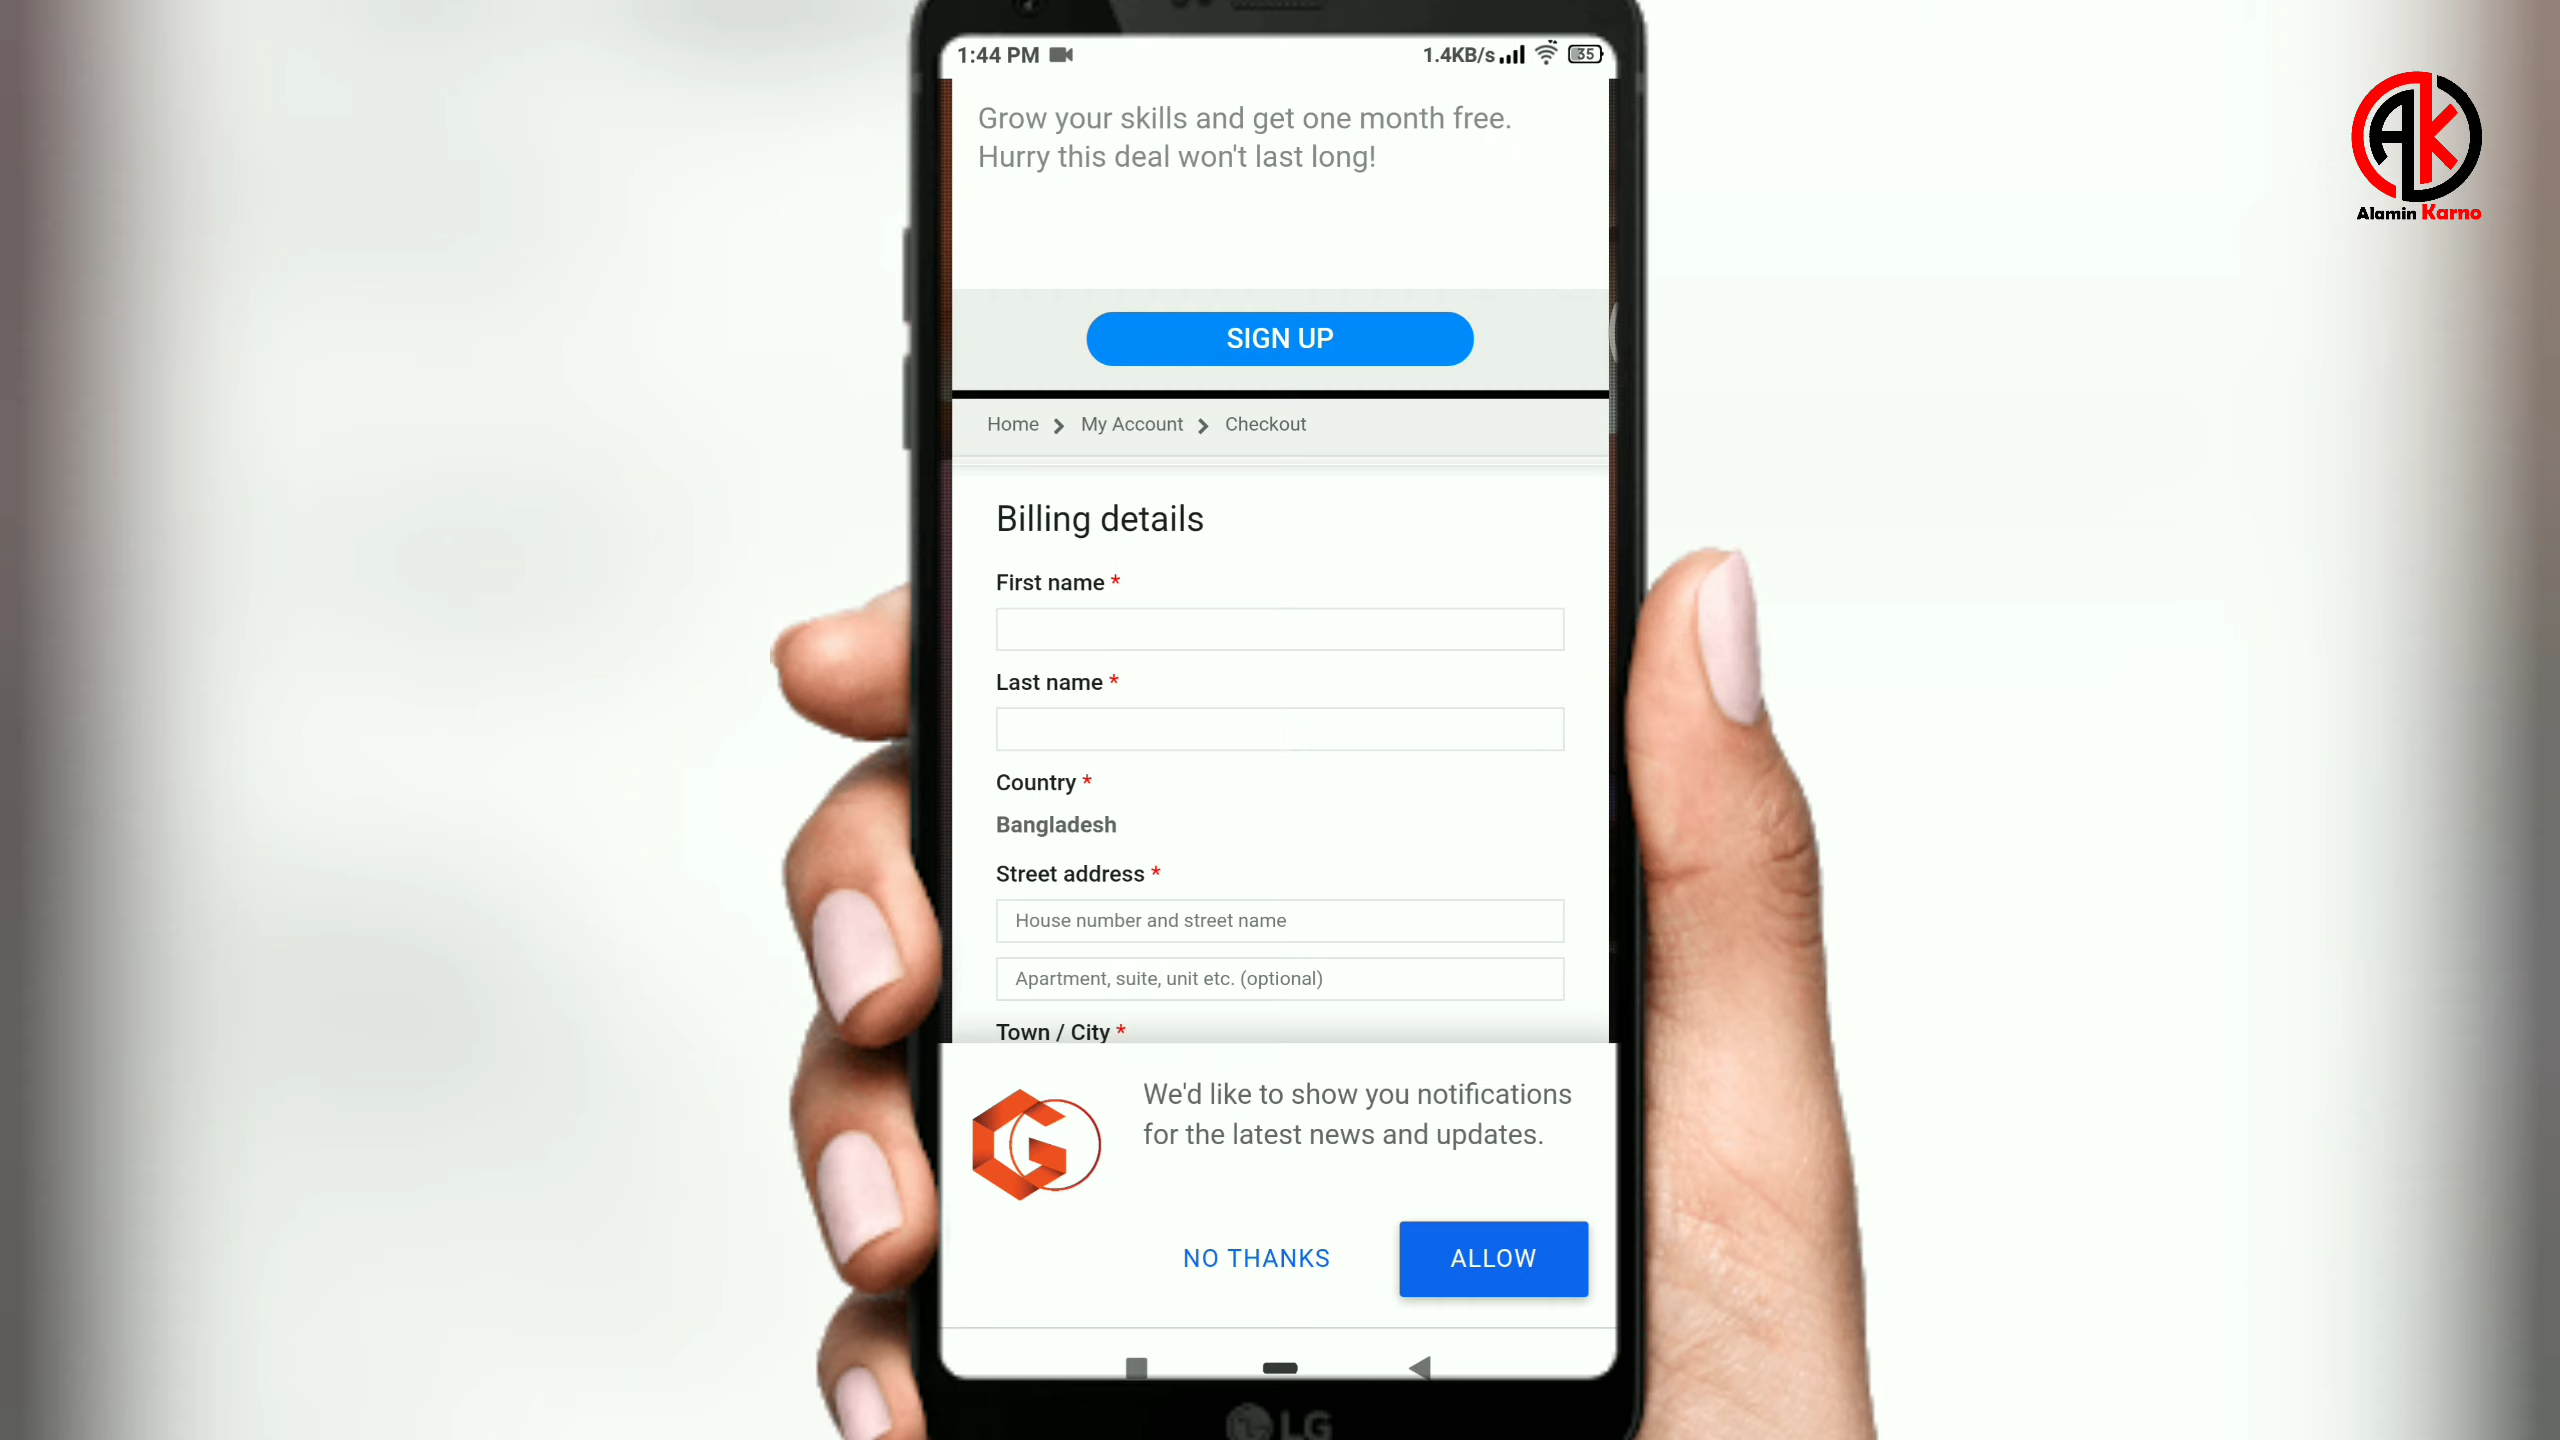 1:44 PM
1.4KB/s
35
Grow your skills and get one month free.
Hurry this deal won't last long!
SIGN UP
Home
My Account
Checkout
Billing details
First name *
Last name *
Country *
Bangladesh
Street address *
House number and street name
Apartment, suite, unit etc. (optional)
Town / City *
We'd like to show you notifications
for the latest news and updates.
NO THANKS
ALLOW
LG
AK
Alamin Karno